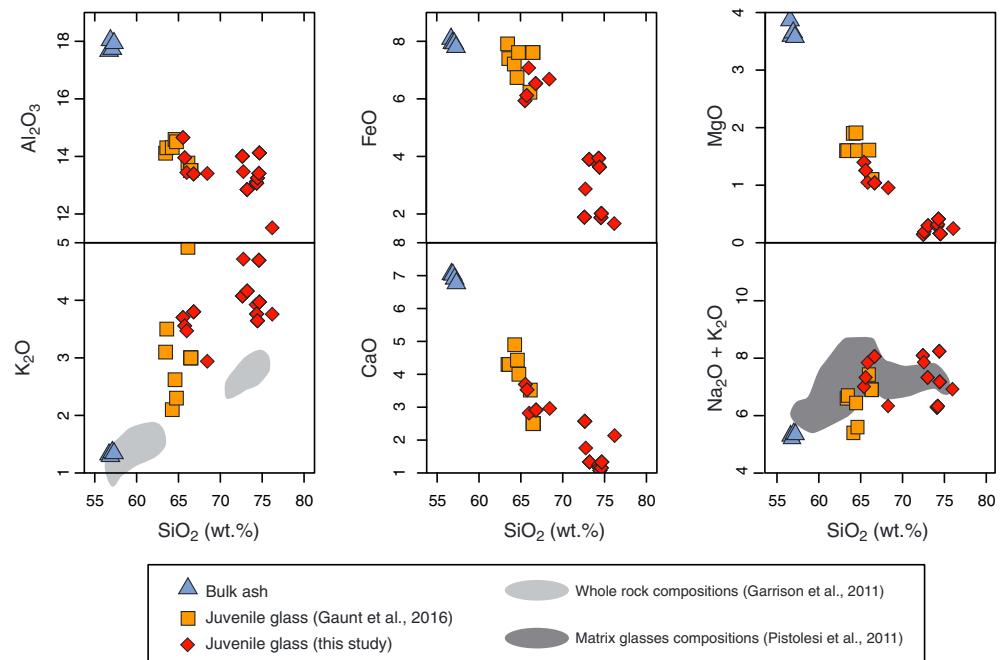 Al₂O₃
18
16
14
12
FeO
8
6
4
2
MgO
4
3
2
1
0
K₂O
5
4
3
2
1
55 60 65 70 75 80
SiO₂ (wt.%)
CaO
8
7
6
5
4
3
2
1
55 60 65 70 75 80
SiO₂ (wt.%)
Na₂O + K₂O
10
8
6
4
55 60 65 70 75 80
SiO₂ (wt.%)
Bulk ash
Juvenile glass (Gaunt et al., 2016)
Juvenile glass (this study)
Whole rock compositions (Garrison et al., 2011)
Matrix glasses compositions (Pistolesi et al., 2011)